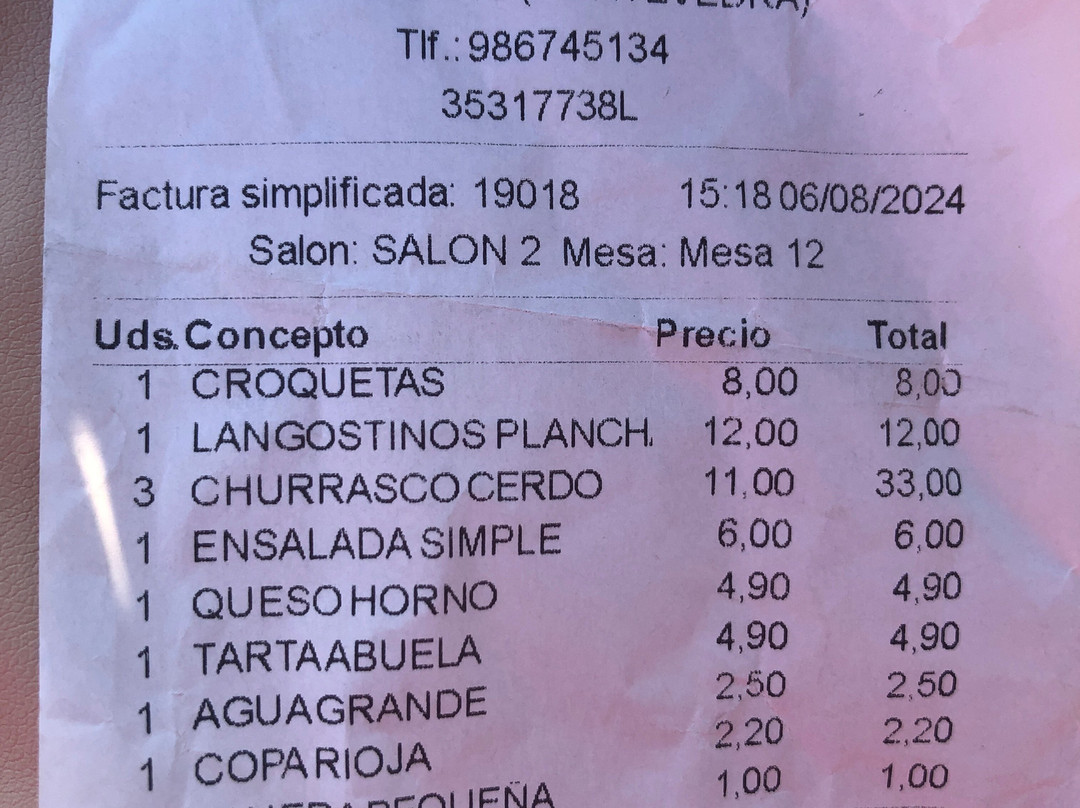 Tlf.: 986745134
35317738L
Factura simplificada: 19018 15:18 06/08/2024
Salon: SALON 2 Mesa: Mesa 12
Uds. Concepto Precio Total
1 CROQUETAS 8,00 8,00
1 LANGOSTINOS PLANCH. 12,00 12,00
3 CHURRASCO CERDO 11,00 33,00
1 ENSALADA SIMPLE 6,00 6,00
1 QUESO HORNO 4,90 4,90
1 TARTA ABUELA 4,90 4,90
1 AGUA GRANDE 2,50 2,50
1 COPA RIOJA 2,20 2,20
PEQUEÑA 1,00 1,00